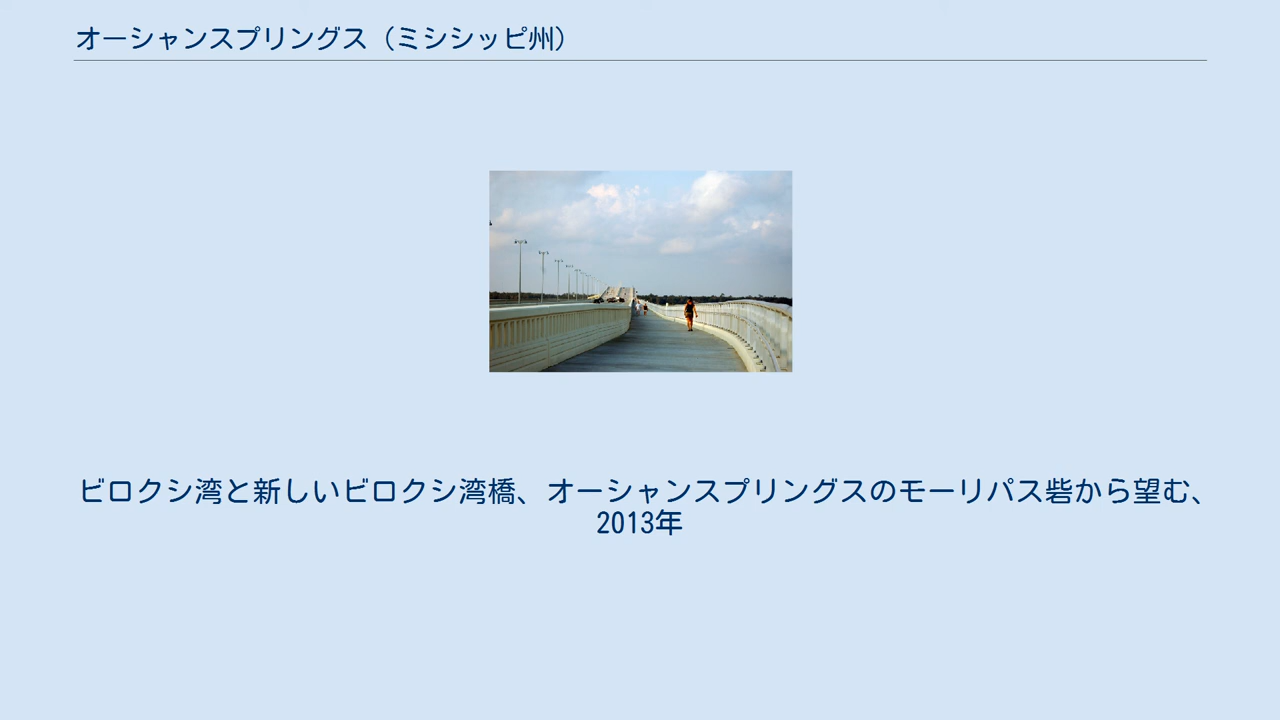 オーシャンスプリングス（ミシシッピ州）
ビロクシ湾と新しいビロクシ湾橋、オーシャンスプリングスのモーリパス砦から望む、
2013年